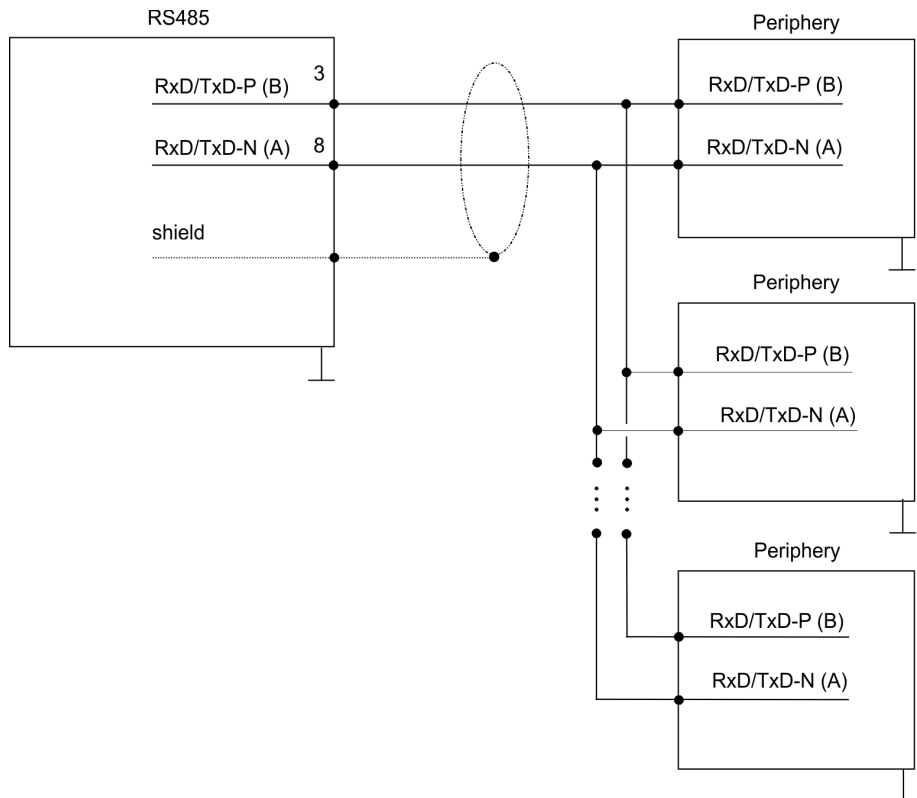 RS485
RxD/TxD-P (B)
3
RxD/TxD-N (A)
8
shield
Periphery
RxD/TxD-P (B)
RxD/TxD-N (A)
Periphery
RxD/TxD-P (B)
RxD/TxD-N (A)
Periphery
RxD/TxD-P (B)
RxD/TxD-N (A)